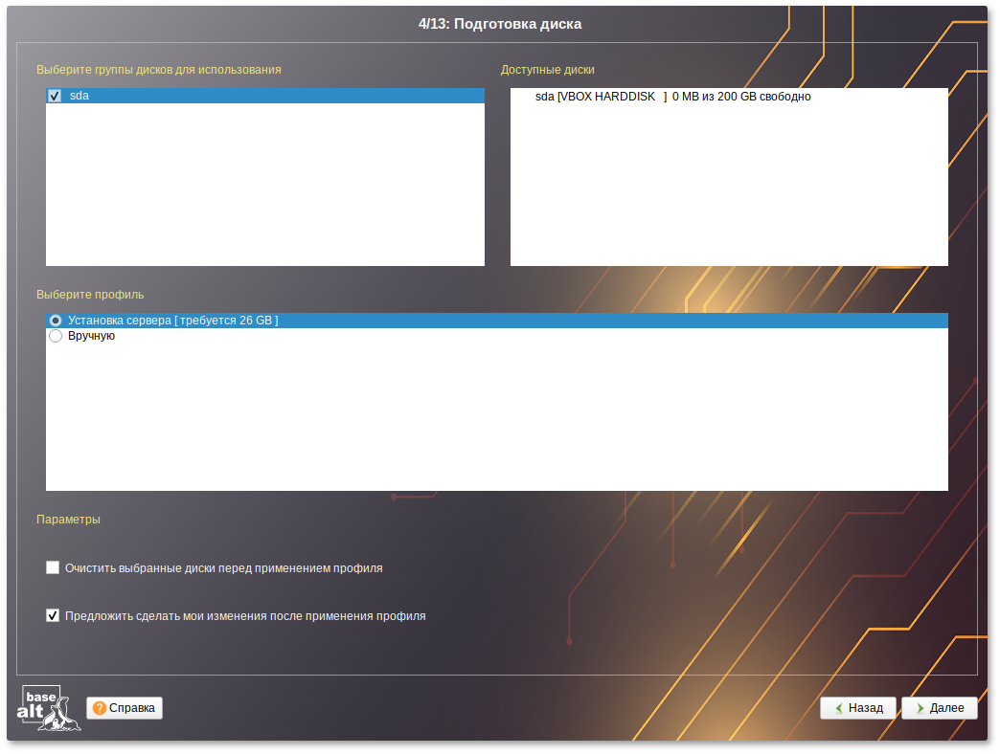 4/13: Подготовка диска
Выберите группы дисков для использования
Доступные диски
sda
sda [VBOX HARDDISK   ]  0 MB из 200 GB свободно
Выберите профиль
Установка сервера [ требуется 26 GB ]
Вручную
Параметры
Очистить выбранные диски перед применением профиля
Предложить сделать мои изменения после применения профиля
base
alt
Справка
Назад
Далее